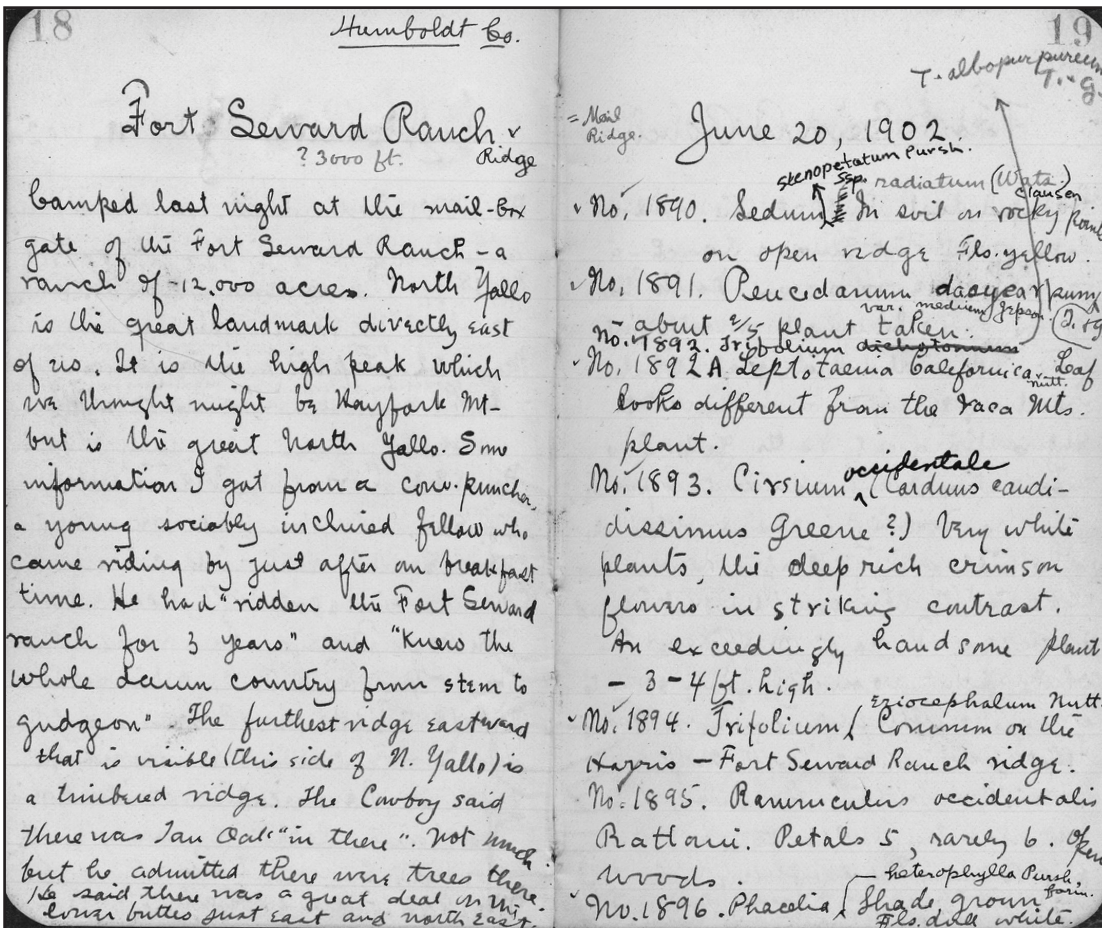 18
Humboldt Co.
Fort Seward Ranch
? 3000 ft. Ridge
Camped last night at the mail-box
gate of the Fort Seward Ranch - a
ranch of 12,000 acres. North Yallo
is the great landmark directly east
of us. It is the high peak which
we thought might be Hayfork Mt-
but is the great North Yallo. Some
information I got from a cow-puncher,
a young sociably inclined fellow who
came riding by just after our breakfast
time. He had "ridden the Fort Seward
ranch for 3 years" and "knew the
whole damn country from stem to
gudgeon". The furthest ridge eastward
that is visible (this side of N. Yallo) is
a timbered ridge. The Cowboy said
there was Tan Oak "in there". Not much
but he admitted there were trees there.
He said there was a great deal on
lower buttes just East and north East.
19
T. albopurpureum
T. & G.
= Mail
Ridge.
June 20, 1902.
stenopetatum Pursh.
ssp. radiatum (Wats.)
Clausen
No. 1890. Sedum In soil on rocky point
on open ridge Fls. yellow.
No. 1891. Peucedanum dasycarpum
var. medium Jepson.
- about 2/5 plant taken.
No. 1892. Trifolium dichotomum
No. 1892A. Leptotaenia Californica Nutt. Leaf
looks different from the Vaca Mts.
plant.
No. 1893. Cirsium occidentale (Carduus candi-
dissimus Greene ?) Very white
plants, the deep rich crimson
flowers in striking contrast.
An exceedingly handsome plant
- 3-4 ft. high.
Eriocephalum Nutt.
No. 1894. Trifolium Common on the
Harris - Fort Seward Ranch ridge.
No. 1895. Ranunculus occidentalis
Rattani. Petals 5, rarely 6. Open
woods.
heterophylla Pursh.
form.
No. 1896. Phacelia Shade grown
Fls. dull white.